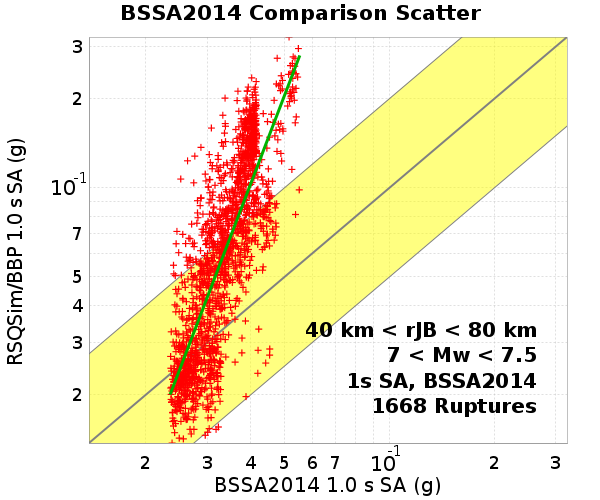 BSSA2014 Comparison Scatter
RSQSim/BBP 1.0 s SA (g)
3
2
10-1
7
5
4
3
2
40 km < rJB < 80 km
7 < Mw < 7.5
1s SA, BSSA2014
1668 Ruptures
2 3 4 5 6 7 10-1 2 3
BSSA2014 1.0 s SA (g)